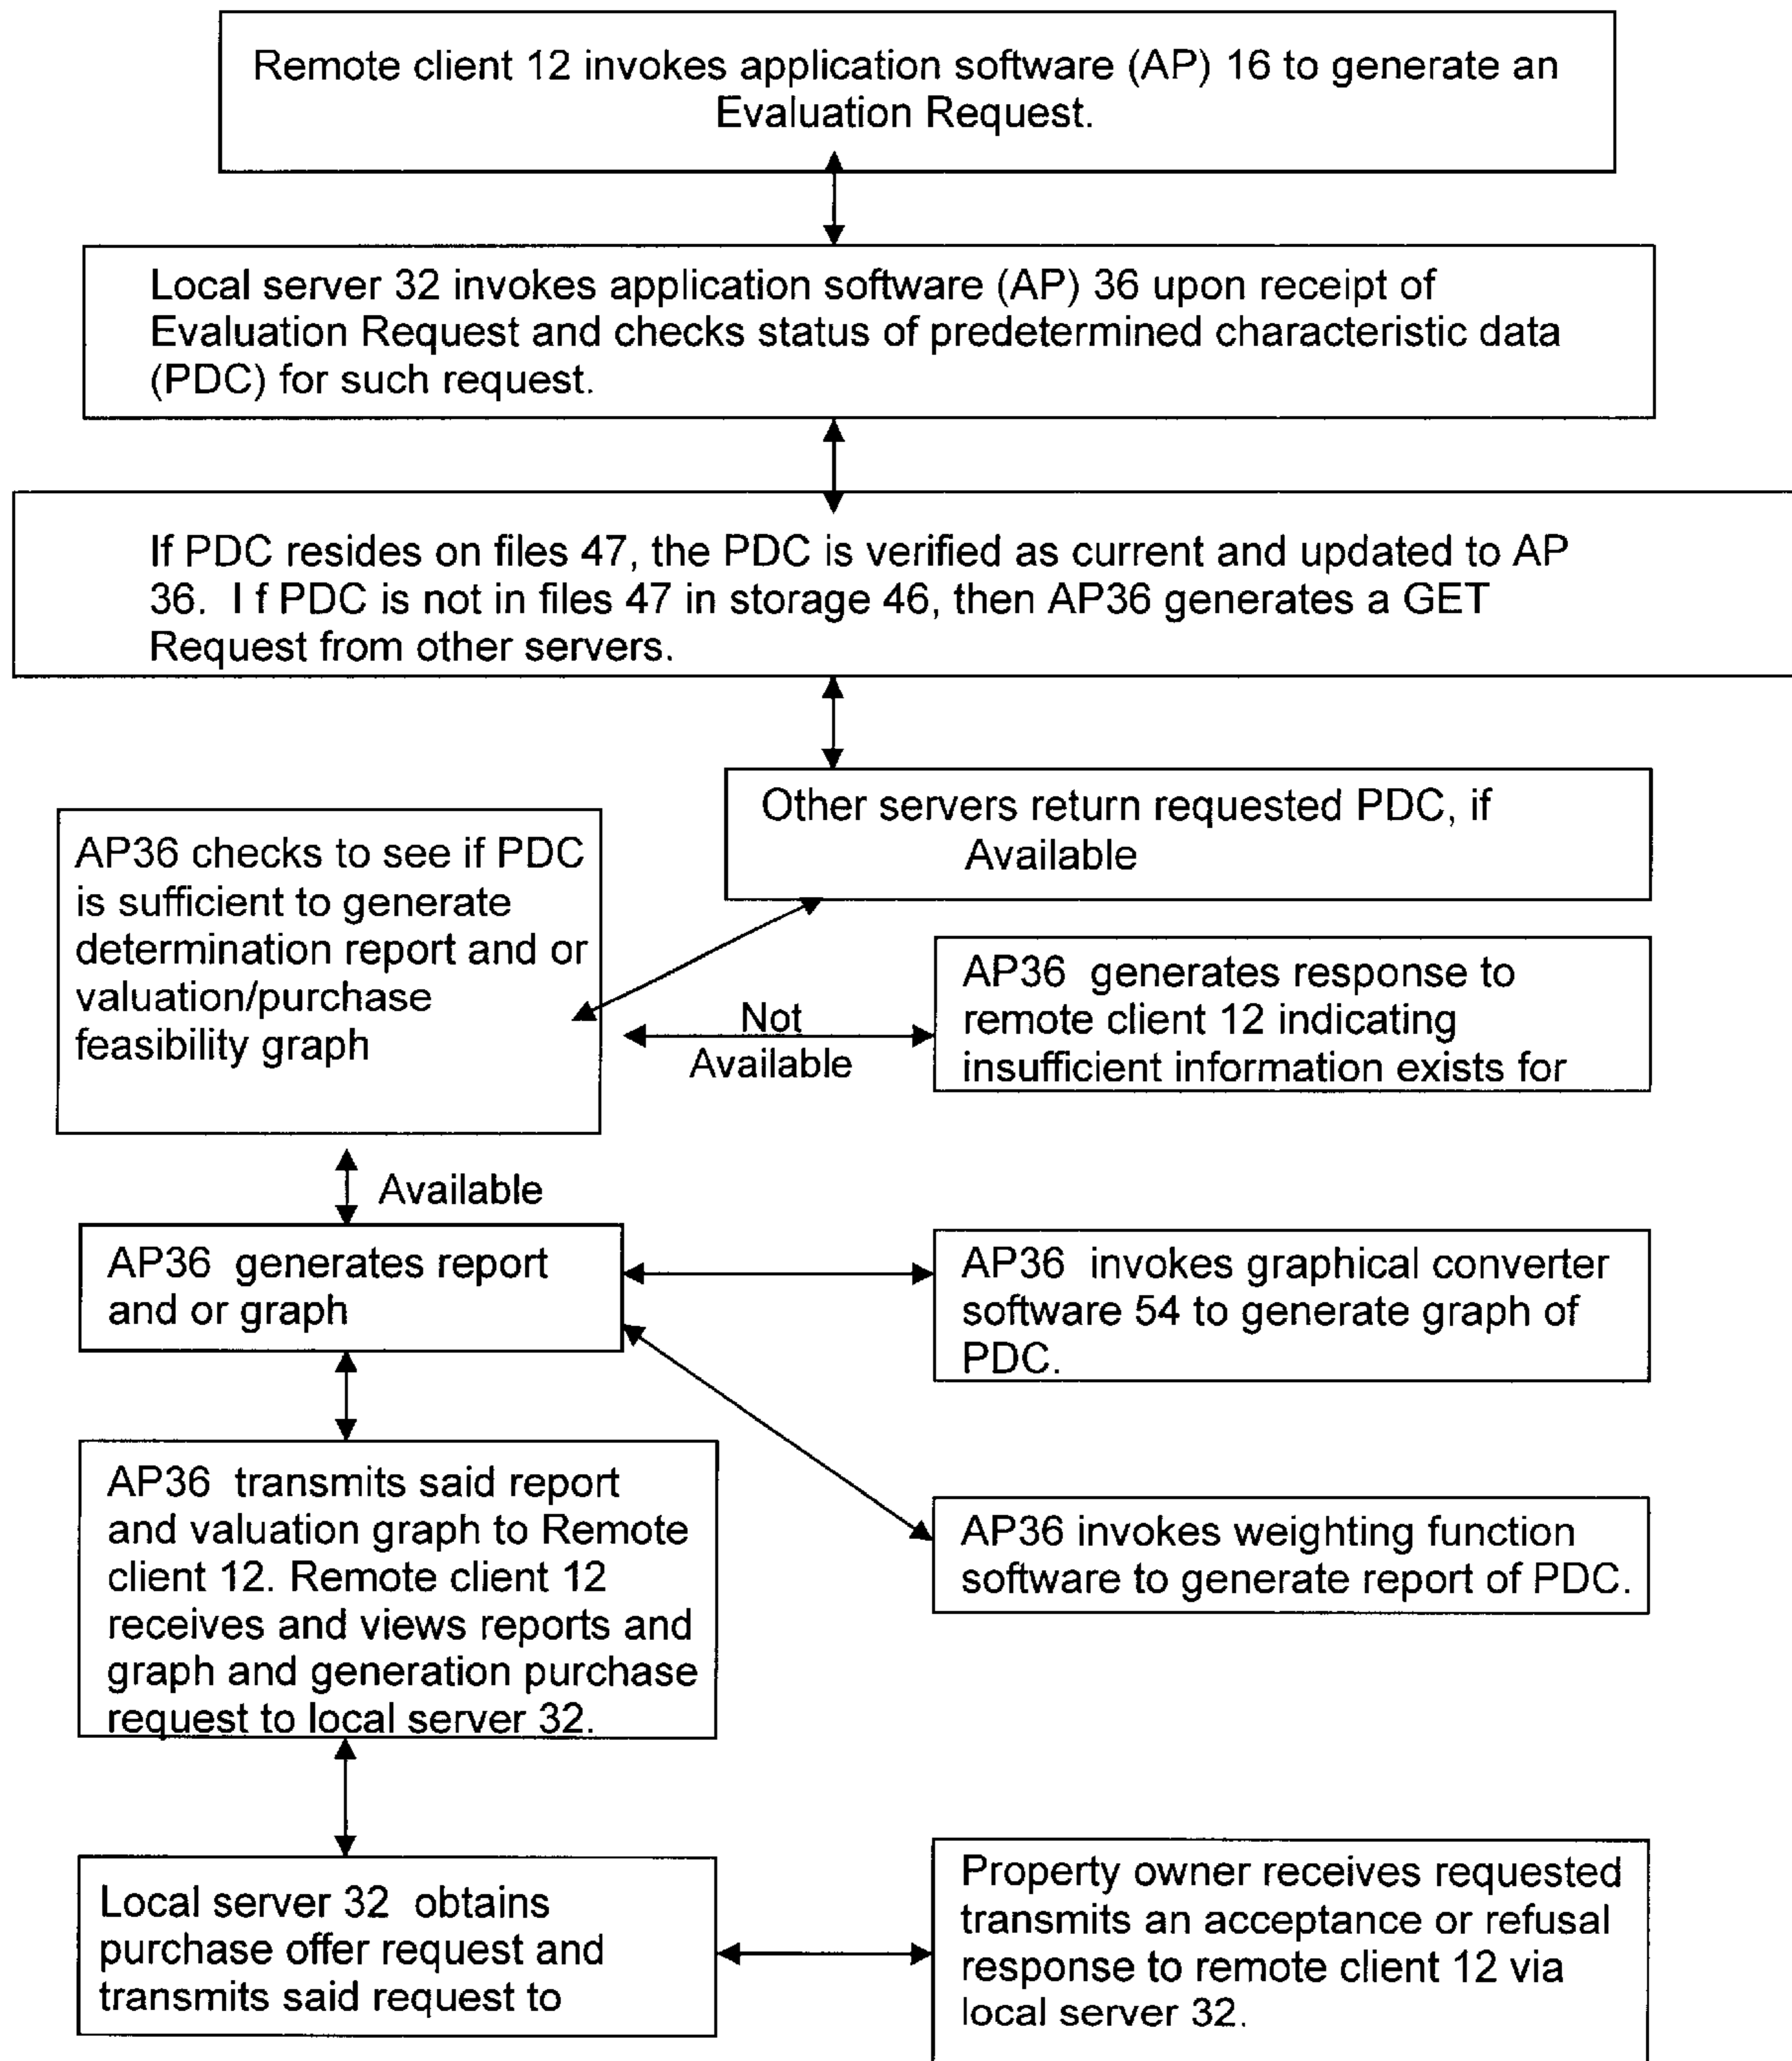 Remote client 12 invokes application software (AP) 16 to generate an
Evaluation Request.
Local server 32 invokes application software (AP) 36 upon receipt of
Evaluation Request and checks status of predetermined characteristic data
(PDC) for such request.
If PDC resides on files 47, the PDC is verified as current and updated to AP
36. I f PDC is not in files 47 in storage 46, then AP36 generates a GET
Request from other servers.
Other servers return requested PDC, if
Available
AP36 checks to see if PDC
is sufficient to generate
determination report and or
valuation/purchase
feasibility graph
Not
Available
AP36 generates response to
remote client 12 indicating
insufficient information exists for
Available
AP36 generates report
and or graph
AP36 invokes graphical converter
software 54 to generate graph of
PDC.
AP36 transmits said report
and valuation graph to Remote
client 12. Remote client 12
receives and views reports and
graph and generation purchase
request to local server 32.
AP36 invokes weighting function
software to generate report of PDC.
Local server 32 obtains
purchase offer request and
transmits said request to
Property owner receives requested
transmits an acceptance or refusal
response to remote client 12 via
local server 32.